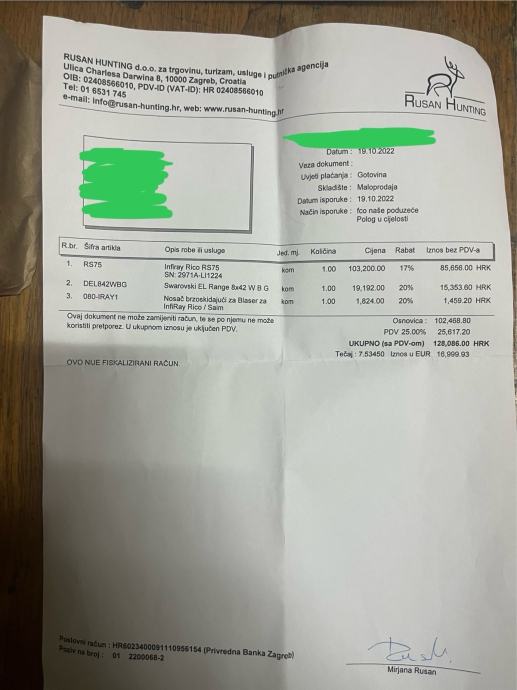 RUSAN HUNTING d.o.o. za trgovinu, turizam, usluge i putnička agencija
Ulica Charlesa Darwina 8, 10000 Zagreb, Croatia
OIB: 02408566010, PDV-ID (VAT-ID): HR 02408566010
Tel: 01 6531 745
e-mail: info@rusan-hunting.hr, web: www.rusan-hunting.hr
RUSAN HUNTING
Datum : 19.10.2022
Veza dokument :
Uvjeti plaćanja : Gotovina
Skladište : Maloprodaja
Datum isporuke : 19.10.2022
Način isporuke : fco naše poduzeće
Polog u cijelosti
R.br. Šifra artikla Opis robe ili usluge Jed. mj. Količina Cijena Rabat Iznos bez PDV-a
1. RS75 Infiray Rico RS75 kom 1.00 103,200.00 17% 85,656.00 HRK
SN: 2971A-LI1224
2. DEL842WBG Swarovski EL Range 8x42 W B G kom 1.00 19,192.00 20% 15,353.60 HRK
3. 080-IRAY1 Nosač brzoskidajući za Blaser za kom 1.00 1,824.00 20% 1,459.20 HRK
InfiRay Rico / Saim
Ovaj dokument ne može zamijeniti račun, te se po njemu ne može
koristiti pretporez. U ukupnom iznosu je uključen PDV.
Osnovica : 102,468.80
PDV 25.00% 25,617.20
UKUPNO (sa PDV-om) 128,086.00 HRK
Tečaj : 7.53450 Iznos u EUR 16,999.93
OVO NIJE FISKALIZIRANI RAČUN.
Poslovni račun : HR6023400091110956154 (Privredna Banka Zagreb)
Poziv na broj : 01 2200068-2
Mirjana Rusan